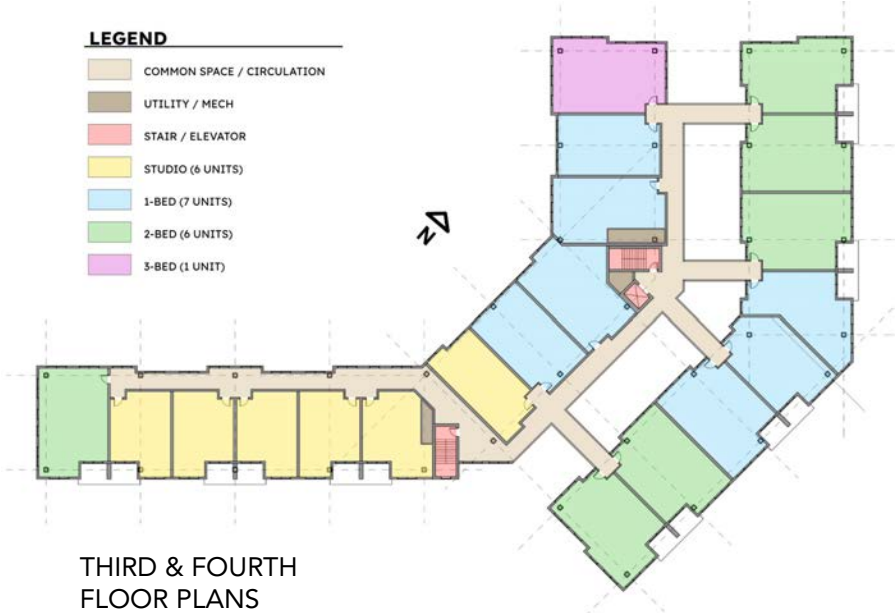 LEGEND
COMMON SPACE / CIRCULATION
UTILITY / MECH
STAIR / ELEVATOR
STUDIO (6 UNITS)
1-BED (7 UNITS)
2-BED (6 UNITS)
3-BED (1 UNIT)
N
THIRD & FOURTH
FLOOR PLANS